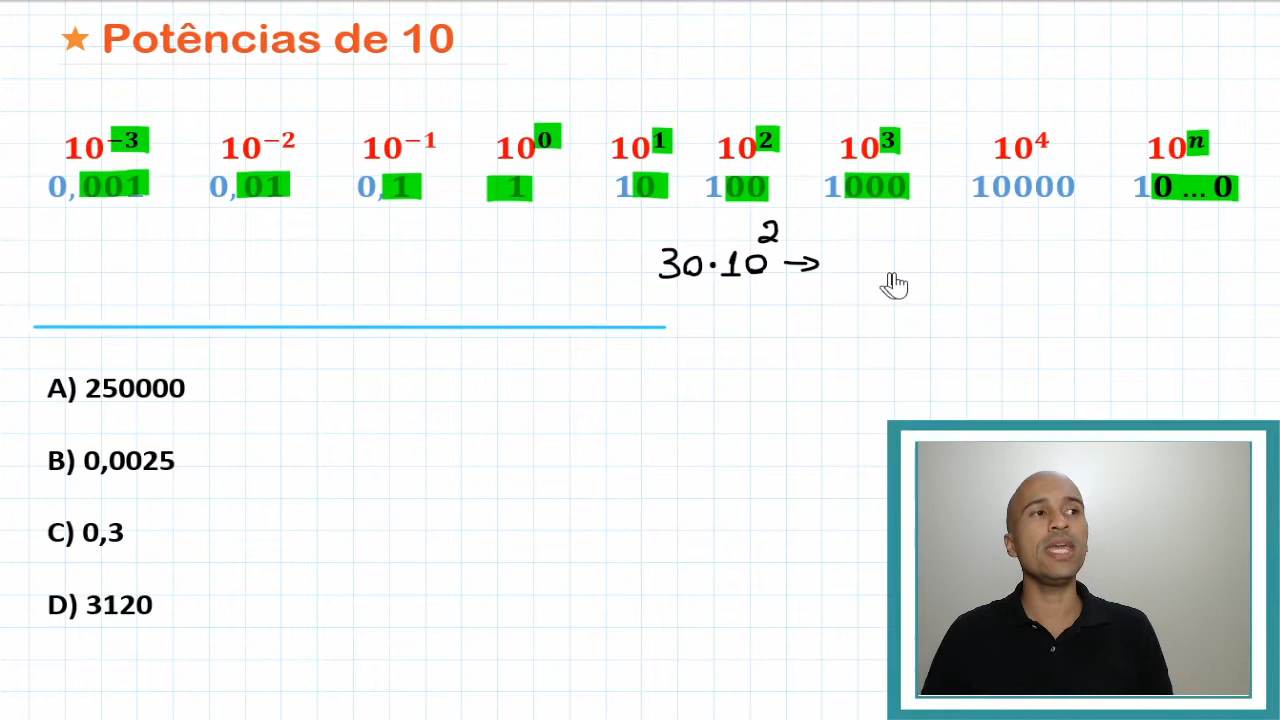 Potências de 10
10⁻³ 10⁻² 10⁻¹ 10⁰ 10¹ 10² 10³ 10⁴ 10ⁿ
0,001 0,01 0,1 1 10 100 1000 10000 10 ... 0
30·10² →
A) 250000
B) 0,0025
C) 0,3
D) 3120